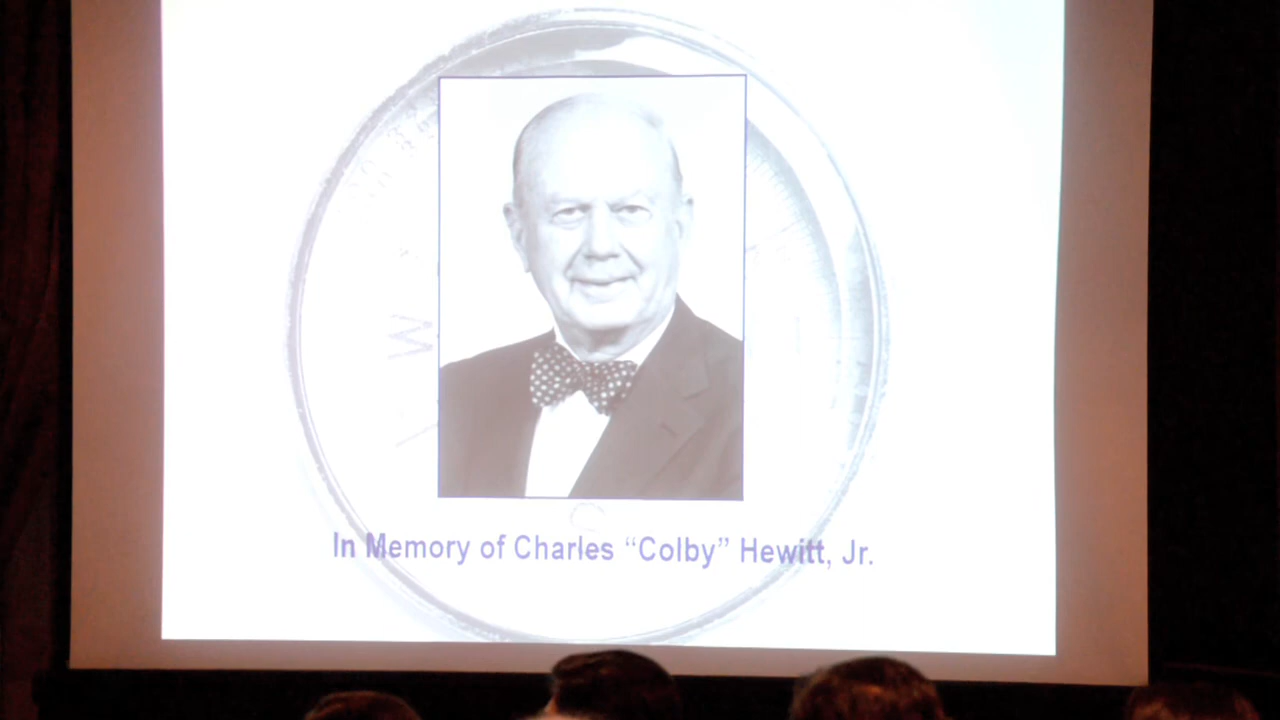 W
In Memory of Charles “Colby” Hewitt, Jr.